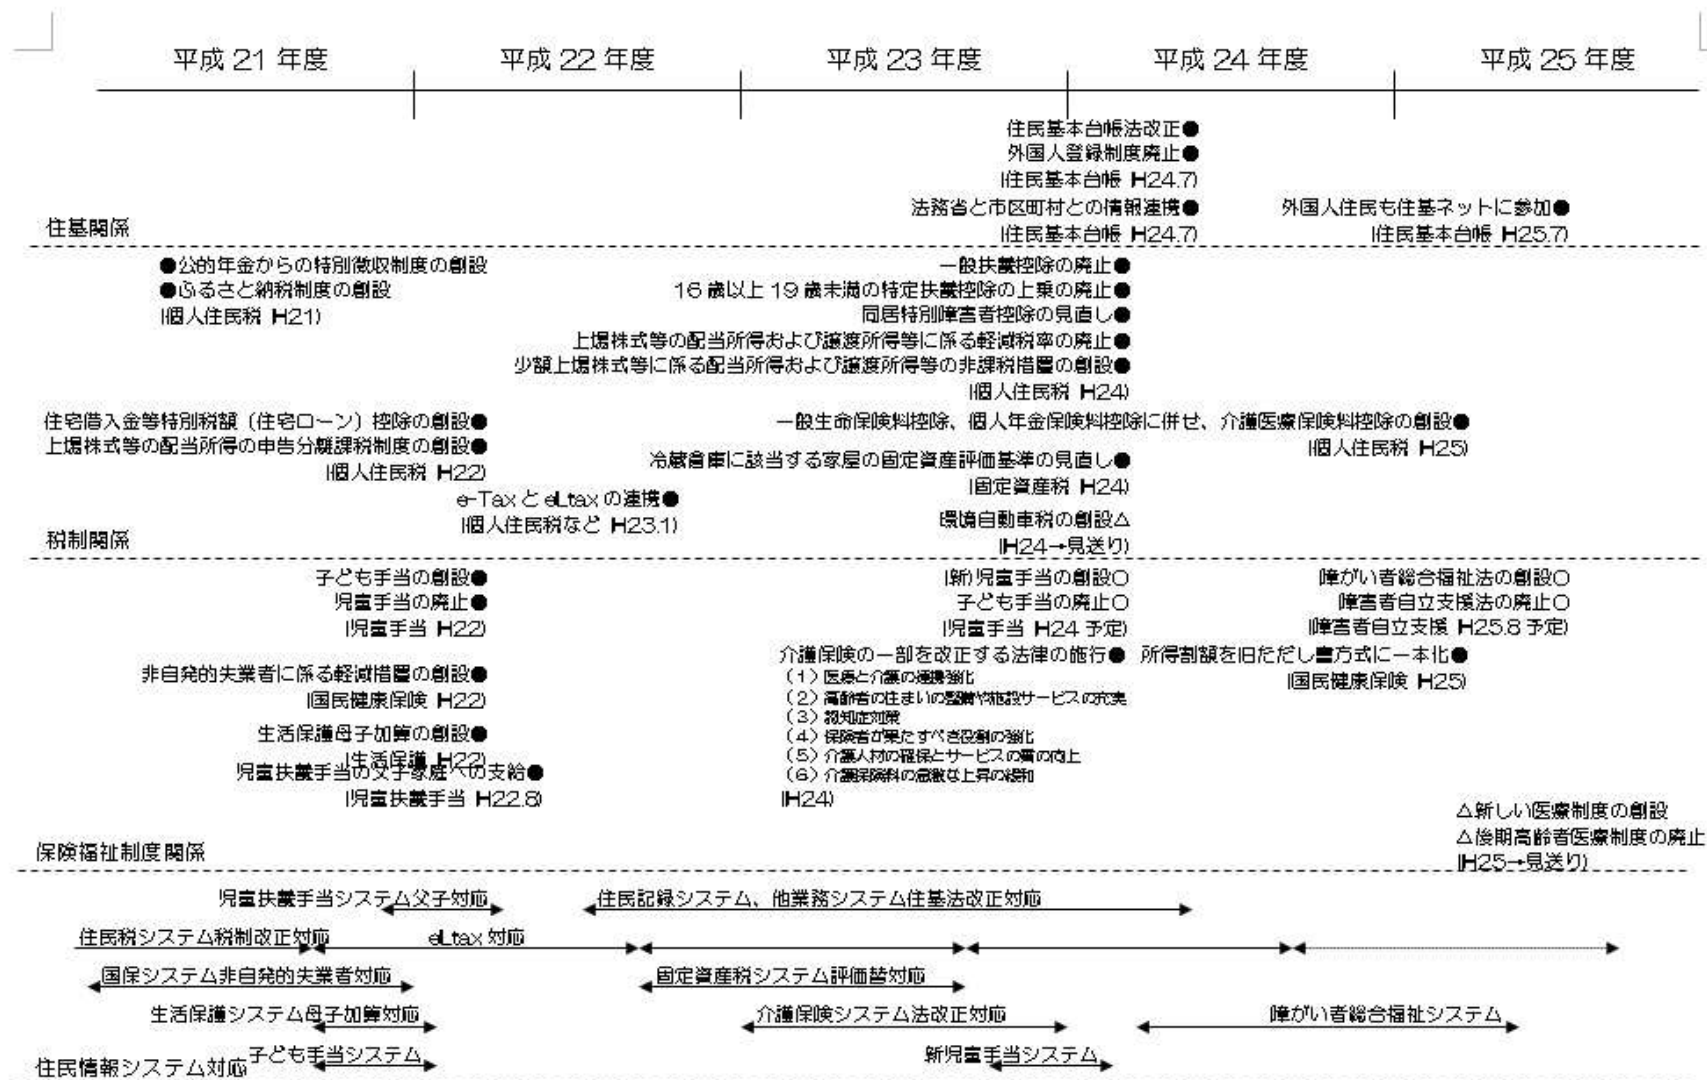 平成 21 年度 平成 22 年度 平成 23 年度 平成 24 年度 平成 25 年度
住民基本台帳法改正●
外国人登録制度廃止●
(住民基本台帳 H24.7)
法務省と市区町村との情報連携●
(住民基本台帳 H24.7)
外国人住民も住基ネットに参加●
(住民基本台帳 H25.7)
住基関係
●公的年金からの特別徴収制度の創設
●ふるさと納税制度の創設
(個人住民税 H21)
一般扶養控除の廃止●
16 歳以上 19 歳未満の特定扶養控除の上乗の廃止●
同居特別障害者控除の見直し●
上場株式等の配当所得および譲渡所得等に係る軽減税率の廃止●
少額上場株式等に係る配当所得および譲渡所得等の非課税措置の創設●
(個人住民税 H24)
住宅借入金等特別税額（住宅ローン）控除の創設●
上場株式等の配当所得の申告分離課税制度の創設●
(個人住民税 H22)
一般生命保険料控除、個人年金保険料控除に併せ、介護医療保険料控除の創設●
(個人住民税 H25)
冷蔵倉庫に該当する家屋の固定資産評価基準の見直し●
(固定資産税 H24)
e-Tax と eLtax の連携●
(個人住民税など H23.1)
環境自動車税の創設△
(H24→見送り)
税制関係
子ども手当の創設●
児童手当の廃止●
(児童手当 H22)
(新)児童手当の創設○
子ども手当の廃止○
(児童手当 H24 予定)
障がい者総合福祉法の創設○
障害者自立支援法の廃止○
(障害者自立支援 H25.8 予定)
非自発的失業者に係る軽減措置の創設●
(国民健康保険 H22)
生活保護母子加算の創設●
(生活保護 H22)
児童扶養手当の父子家庭への支給●
(児童扶養手当 H22.8)
介護保険の一部を改正する法律の施行●
（1）医療と介護の連携強化
（2）高齢者の住まいの整備や施設サービスの充実
（3）認知症対策
（4）保険者が果たすべき役割の強化
（5）介護人材の確保とサービスの質の向上
（6）介護保険料の急激な上昇の緩和
(H24)
所得割額を旧ただし書方式に一本化●
(国民健康保険 H25)
△新しい医療制度の創設
△後期高齢者医療制度の廃止
(H25→見送り)
保険福祉制度関係
児童扶養手当システム父子対応
住民記録システム、他業務システム住基法改正対応
住民税システム税制改正対応
eLtax 対応
国保システム非自発的失業者対応
固定資産税システム評価替対応
生活保護システム母子加算対応
介護保険システム法改正対応
障がい者総合福祉システム
子ども手当システム
新児童手当システム
住民情報システム対応